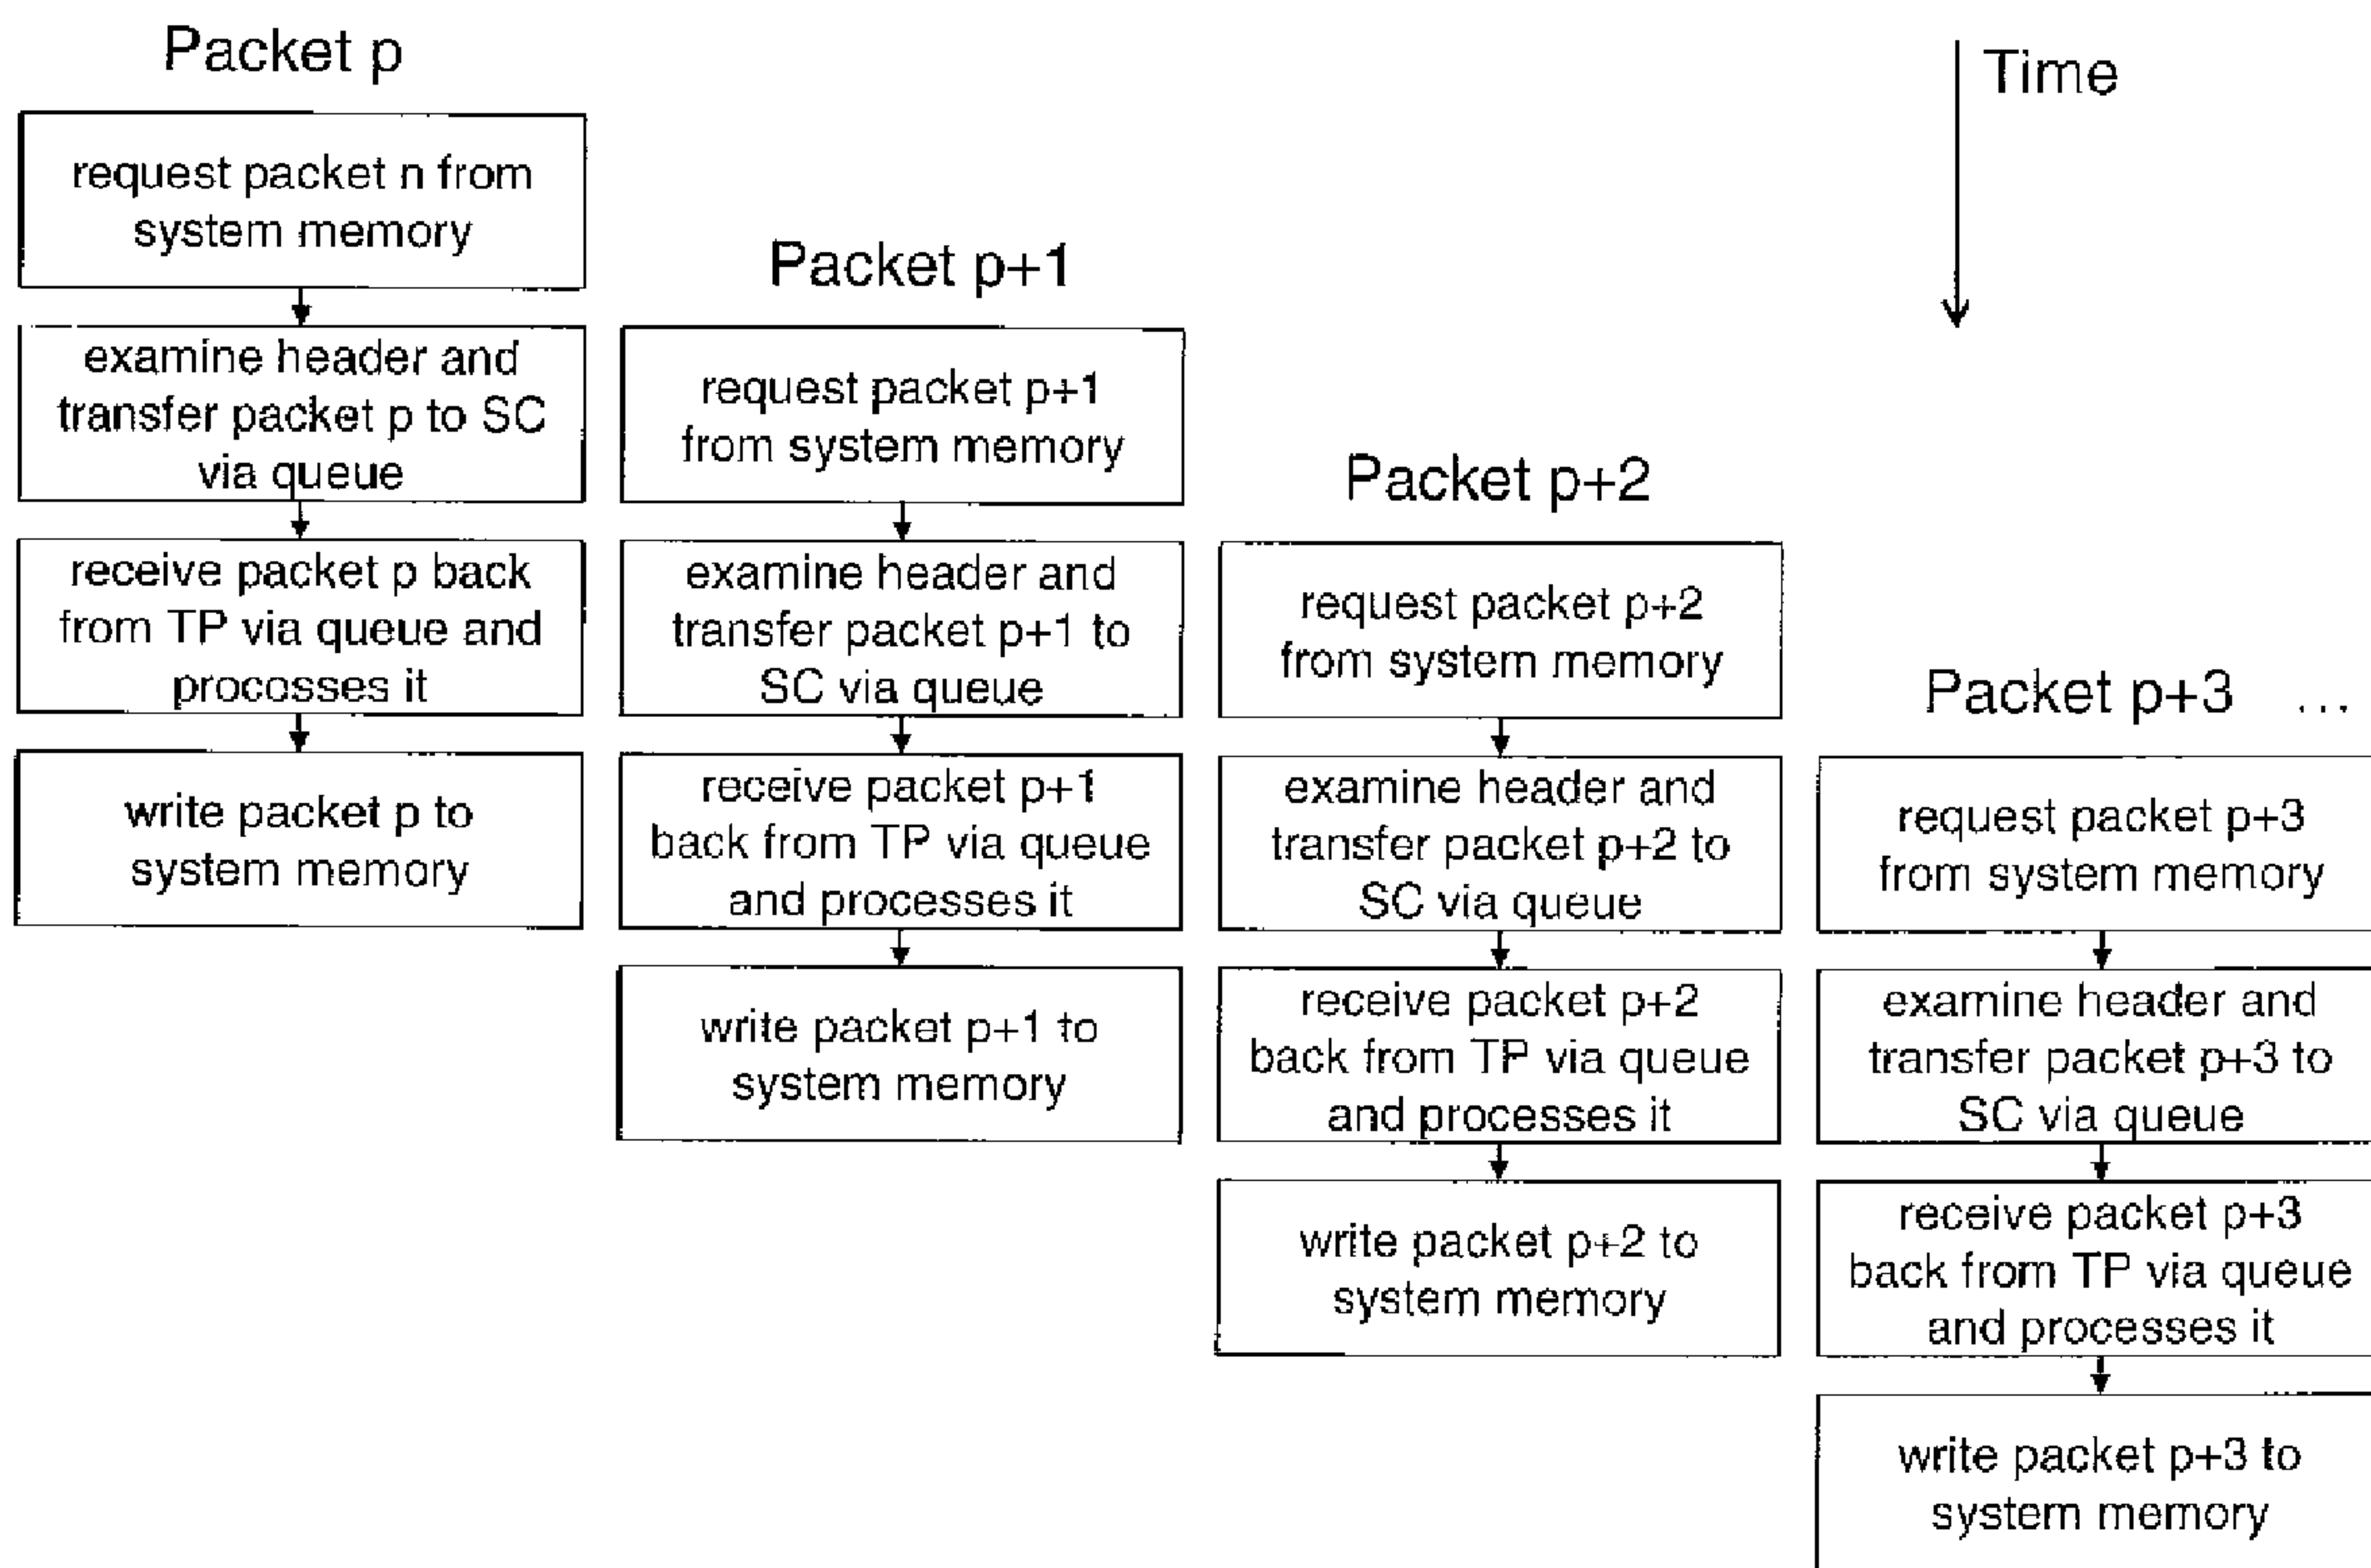 Packet p
request packet n from
system memory
examine header and
transfer packet p to SC
via queue
receive packet p back
from TP via queue and
processes it
write packet p to
system memory
Packet p+1
request packet p+1
from system memory
examine header and
transfer packet p+1 to
SC via queue
receive packet p+1
back from TP via queue
and processes it
write packet p+1 to
system memory
Packet p+2
request packet p+2
from system memory
examine header and
transfer packet p+2 to
SC via queue
receive packet p+2
back from TP via queue
and processes it
write packet p+2 to
system memory
Time
Packet p+3 ...
request packet p+3
from system memory
examine header and
transfer packet p+3 to
SC via queue
receive packet p+3
back from TP via queue
and processes it
write packet p+3 to
system memory